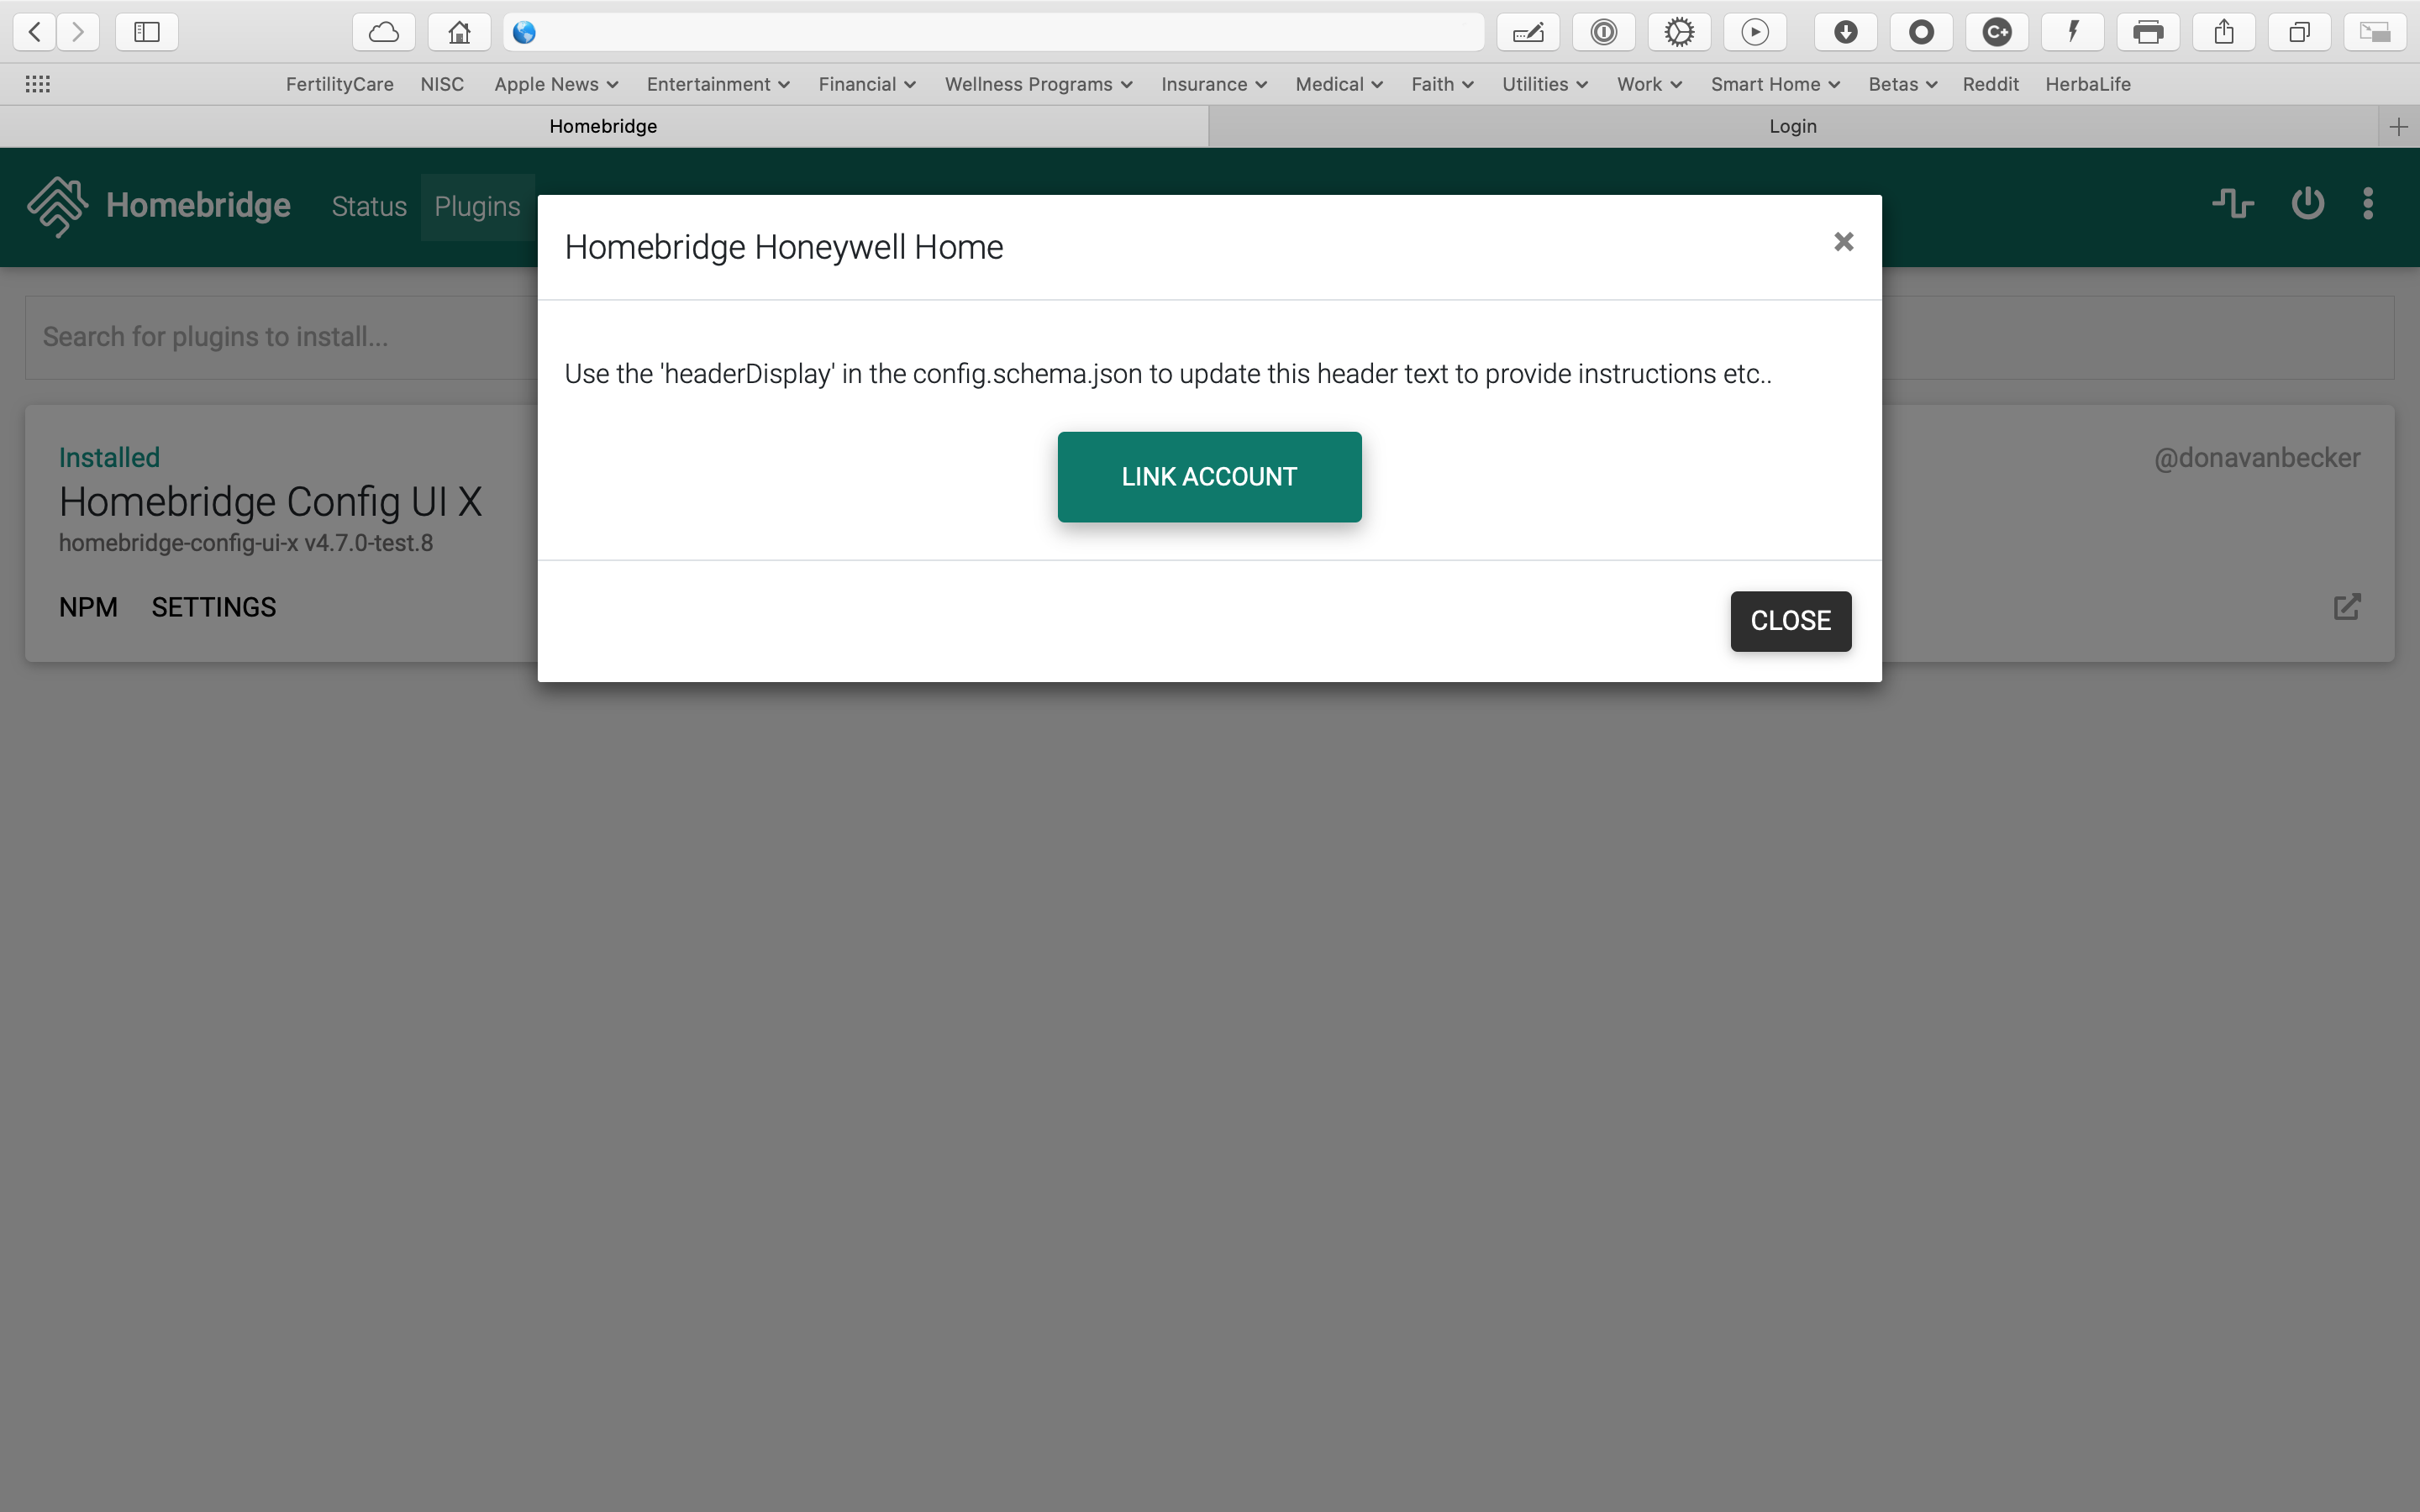 FertilityCare NISC Apple News Entertainment Financial Wellness Programs Insurance Medical Faith Utilities Work Smart Home Betas Reddit HerbaLife
Homebridge Login
Homebridge Status Plugins
Homebridge Honeywell Home
Search for plugins to install...
Use the 'headerDisplay' in the config.schema.json to update this header text to provide instructions etc..
LINK ACCOUNT
CLOSE
Installed
Homebridge Config UI X
homebridge-config-ui-x v4.7.0-test.8
NPM SETTINGS
@donavanbecker